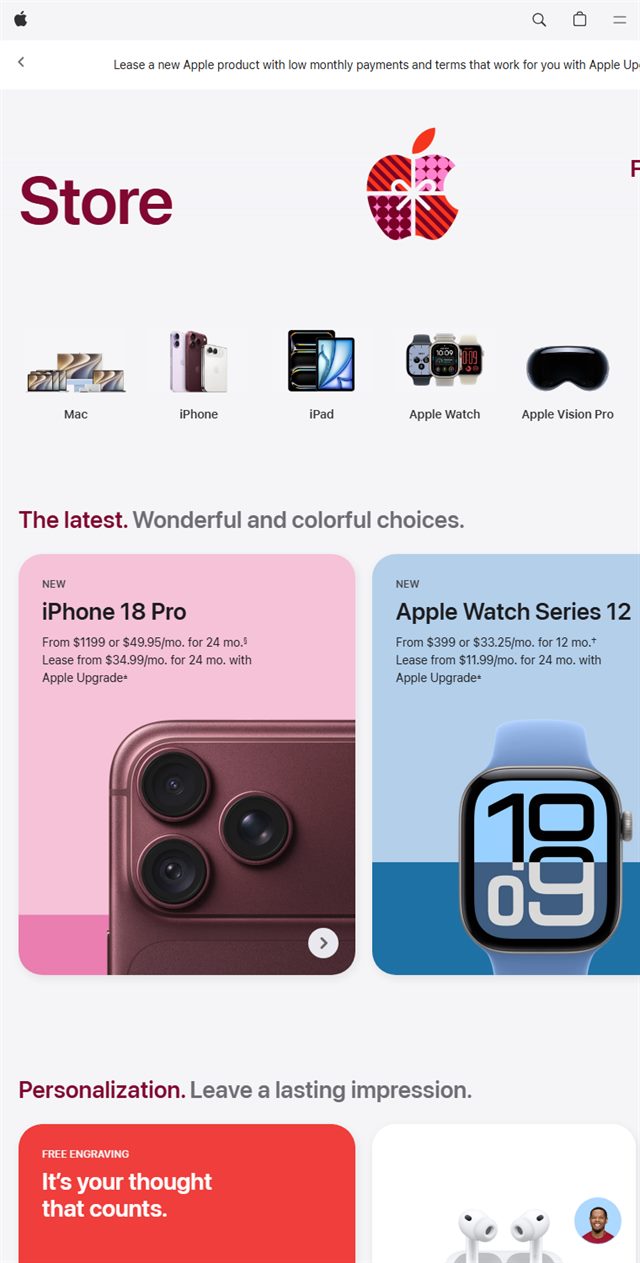 Lease a new Apple product with low monthly payments and terms that work for you with Apple
Store
Mac
iPhone
iPad
Apple Watch
Apple Vision Pro
The latest. Wonderful and colorful choices.
NEW
iPhone 18 Pro
From $1199 or $49.95/mo. for 24 mo.§
Lease from $34.99/mo. for 24 mo. with
Apple Upgrade±
NEW
Apple Watch Series 12
From $399 or $33.25/mo. for 12 mo.†
Lease from $11.99/mo. for 24 mo. with
Apple Upgrade±
10
09
Personalization. Leave a lasting impression.
FREE ENGRAVING
It’s your thought
that counts.